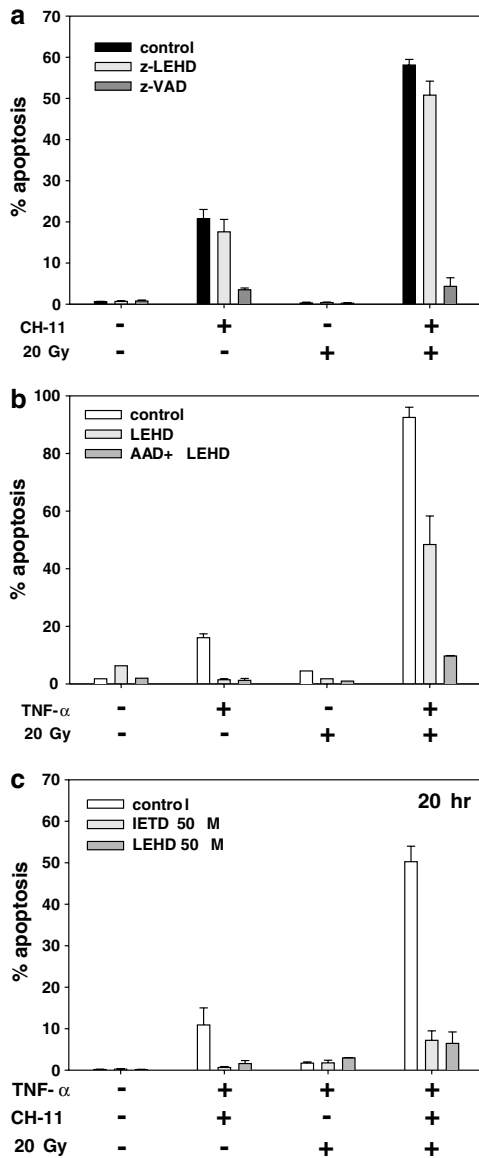 a
70
60
50
40
30
20
10
0
% apoptosis
control
z-LEHD
z-VAD
CH-11 - + - +
20 Gy - - + +
b
100
80
60
40
20
0
% apoptosis
control
LEHD
AAD+ LEHD
TNF-α - + - +
20 Gy - - + +
c
70
60
50
40
30
20
10
0
% apoptosis
control
IETD 50 M
LEHD 50 M
20 hr
TNF- α - + + +
CH-11 - + - +
20 Gy - - + +